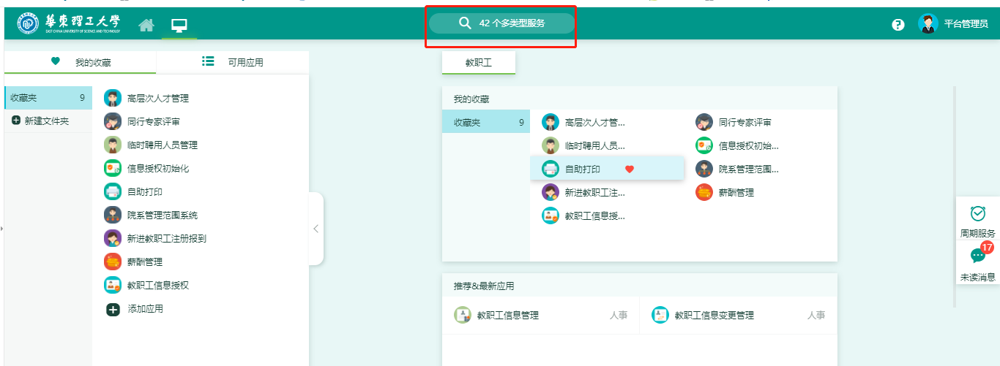 華東理工大学
EAST CHINA UNIVERSITY OF SCIENCE AND TECHNOLOGY
42 个多类型服务
平台管理员
我的收藏
可用应用
收藏夹 9
新建文件夹
高层次人才管理
同行专家评审
临时聘用人员管理
信息授权初始化
自助打印
院系管理范围系统
新进教职工注册报到
薪酬管理
教职工信息授权
添加应用
教职工
我的收藏
收藏夹 9
高层次人才管...
同行专家评审
临时聘用人员...
信息授权初始...
自助打印
院系管理范围...
新进教职工注...
薪酬管理
教职工信息授...
推荐&最新应用
教职工信息管理 人事
教职工信息变更管理 人事
周期服务
17
未读消息